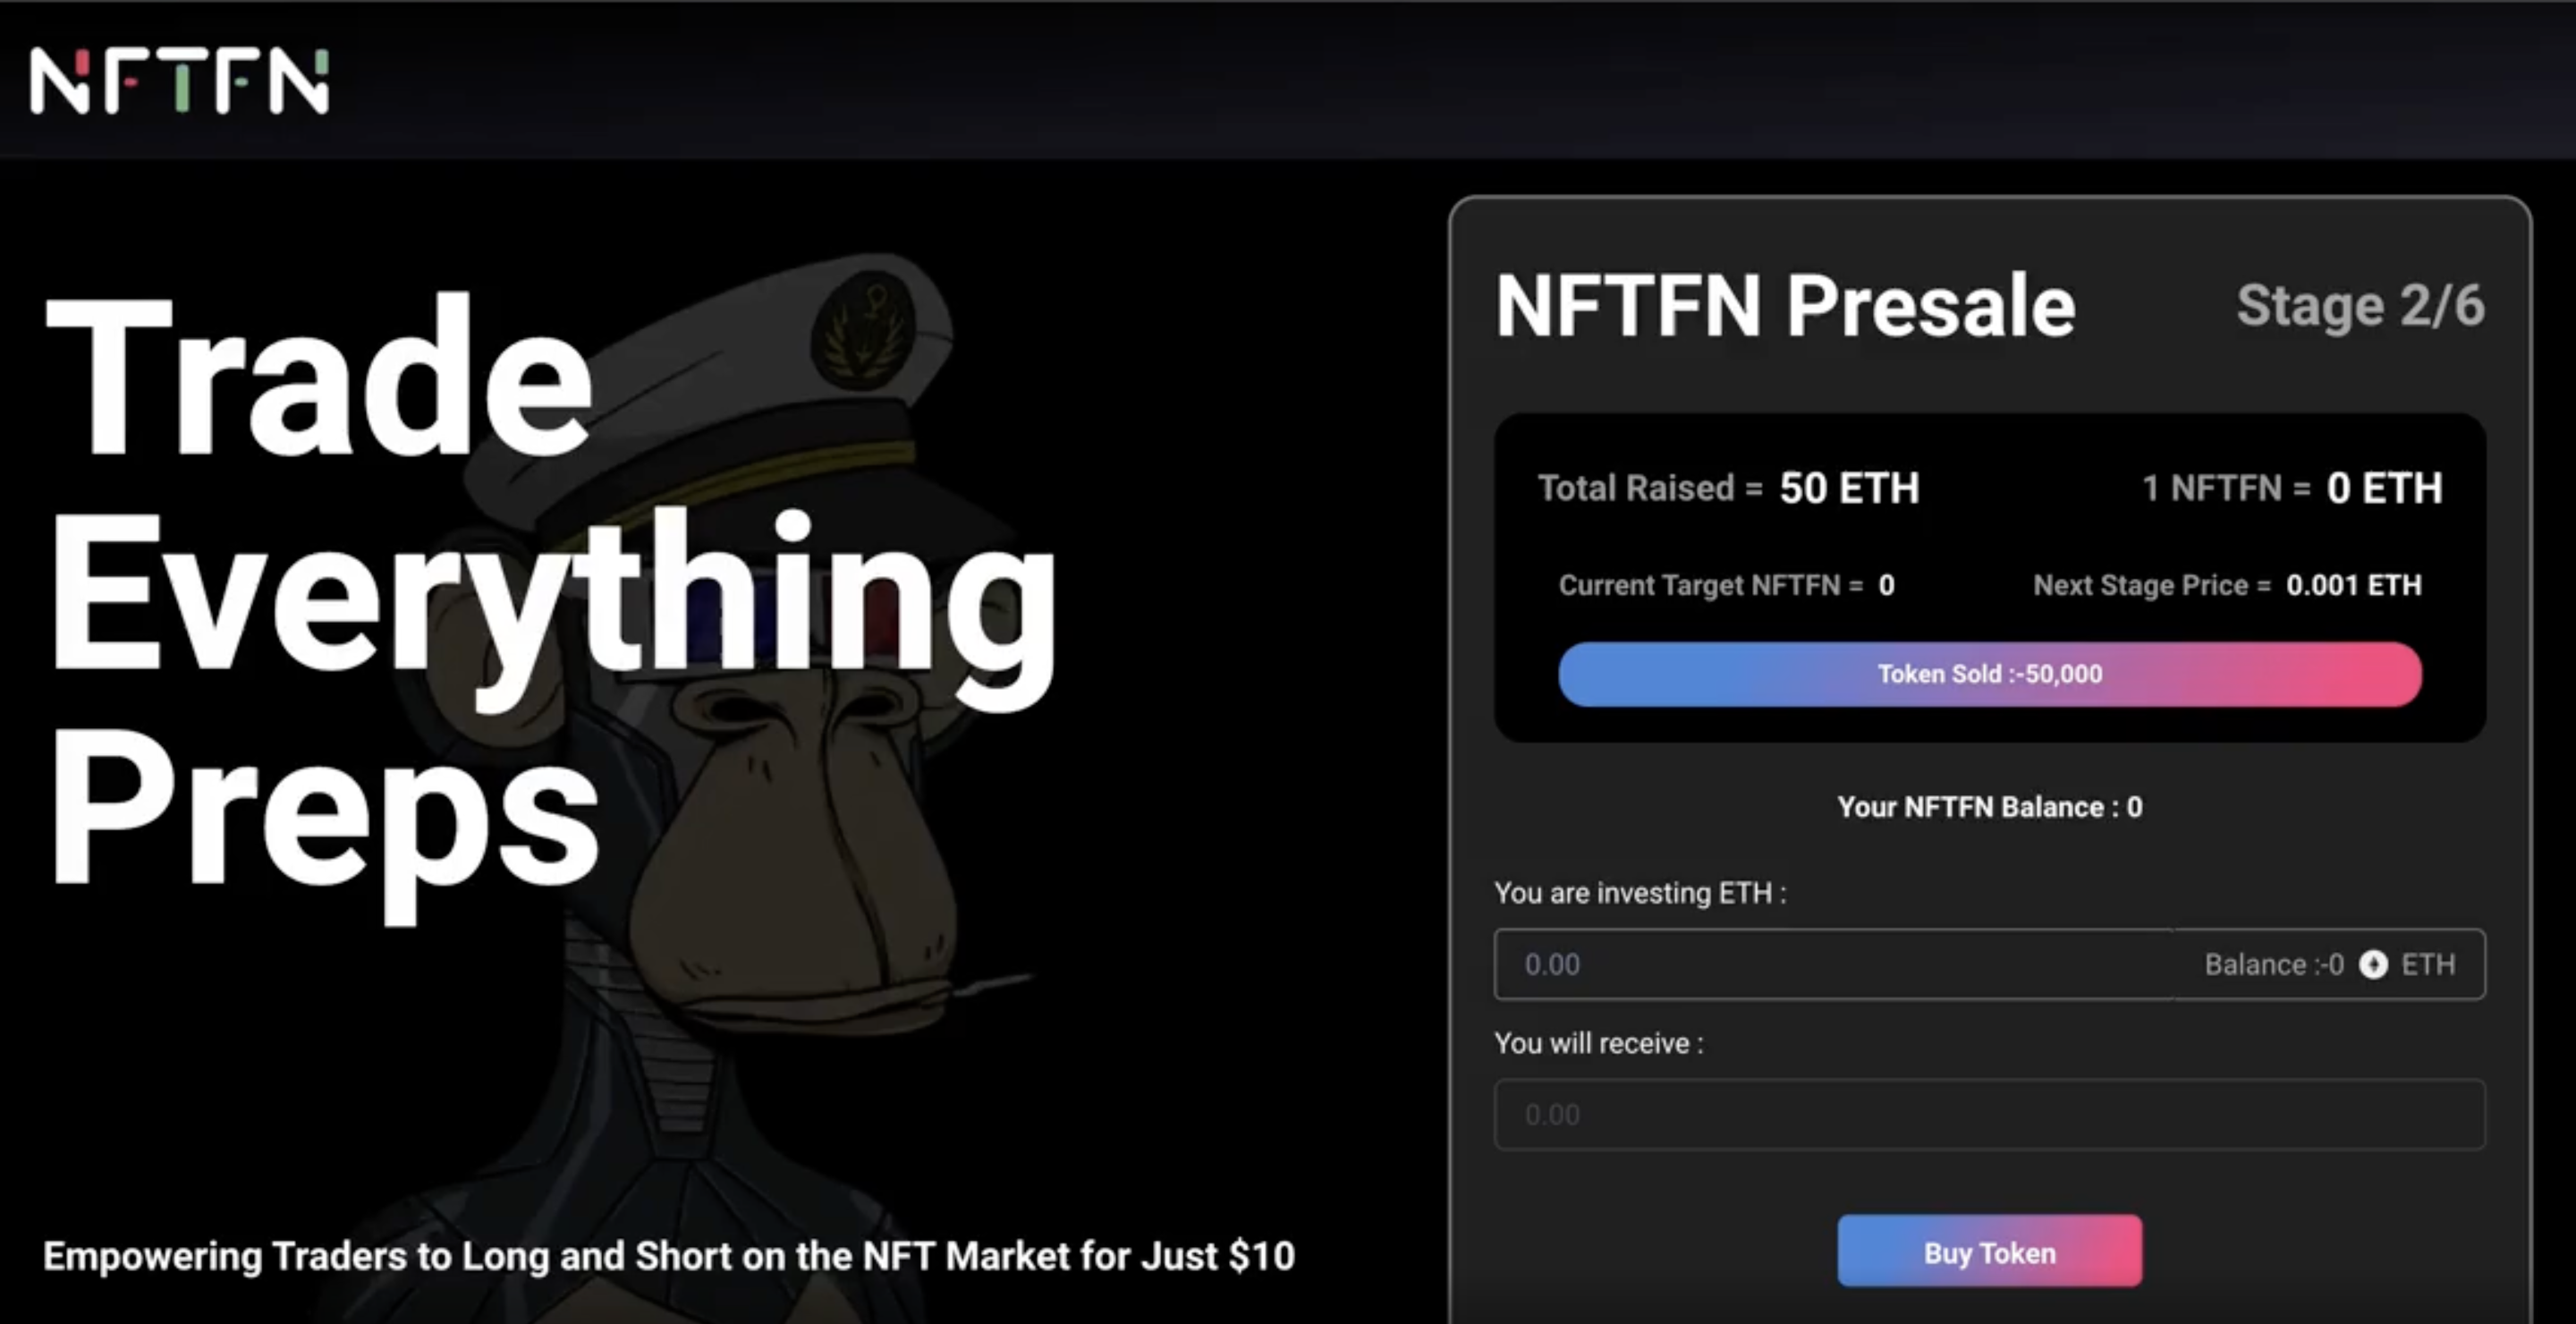 NFTFN
Trade
Everything
Preps
Empowering Traders to Long and Short on the NFT Market for Just $10
NFTFN Presale Stage 2/6
Total Raised = 50 ETH 1 NFTFN = 0 ETH
Current Target NFTFN = 0 Next Stage Price = 0.001 ETH
Token Sold :-50,000
Your NFTFN Balance : 0
You are investing ETH :
0.00 Balance :-0 ETH
You will receive :
0.00
Buy Token